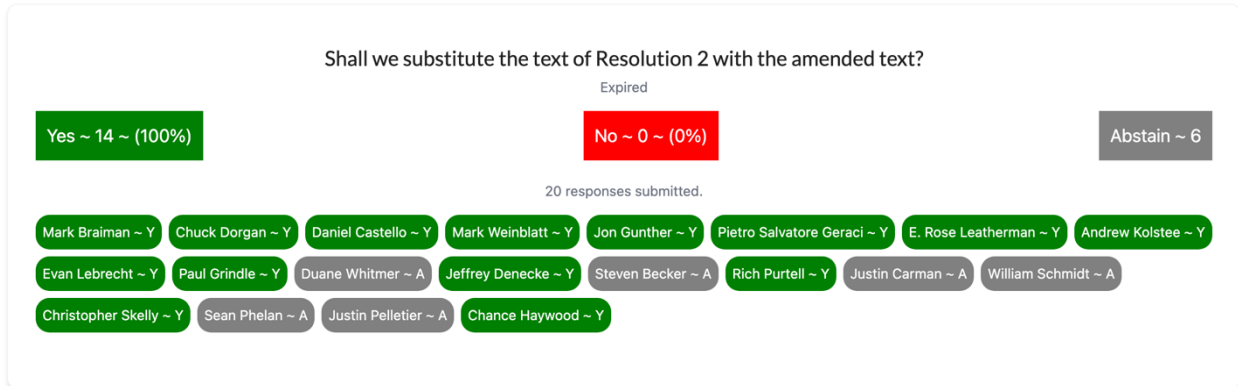 Shall we substitute the text of Resolution 2 with the amended text?
Expired
Yes ~ 14 ~ (100%) No ~ 0 ~ (0%) Abstain ~ 6
20 responses submitted.
Mark Braiman ~ Y Chuck Dorgan ~ Y Daniel Castello ~ Y Mark Weinblatt ~ Y Jon Gunther ~ Y Pietro Salvatore Geraci ~ Y E. Rose Leatherman ~ Y Andrew Kolstee ~ Y
Evan Lebrecht ~ Y Paul Grindle ~ Y Duane Whitmer ~ A Jeffrey Denecke ~ Y Steven Becker ~ A Rich Purtell ~ Y Justin Carman ~ A William Schmidt ~ A
Christopher Skelly ~ Y Sean Phelan ~ A Justin Pelletier ~ A Chance Haywood ~ Y